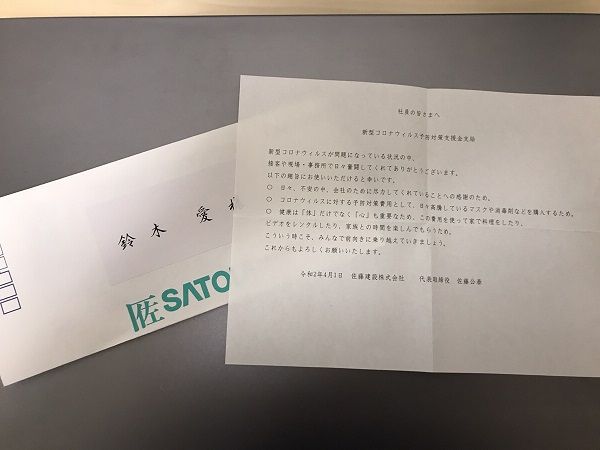 社員の皆さまへ
新型コロナウィルス予防対策支援金支給
新型コロナウィルスが問題になっている状況の中、
接客や現場・事務所で日々奮闘してくれてありがとうございます。
以下の趣旨にお使いいただけると幸いです。
〇 日々、不安の中、会社のために尽力してくれていることへの感謝のため。
〇 コロナウィルスに対する予防対策費用として、日々高騰しているマスクや消毒剤などを購入するため。
〇 健康は「体」だけでなく「心」も重要なため、この費用を使って家で料理をしたり、
ビデオをレンタルしたり、家族との時間を楽しんでもらうため。
こういう時こそ、みんなで前向きに乗り越えていきましょう。
これからもよろしくお願いいたします。
令和2年4月1日 佐藤建設株式会社 代表取締役 佐藤公泰
鈴木 愛 様
佐 SATO